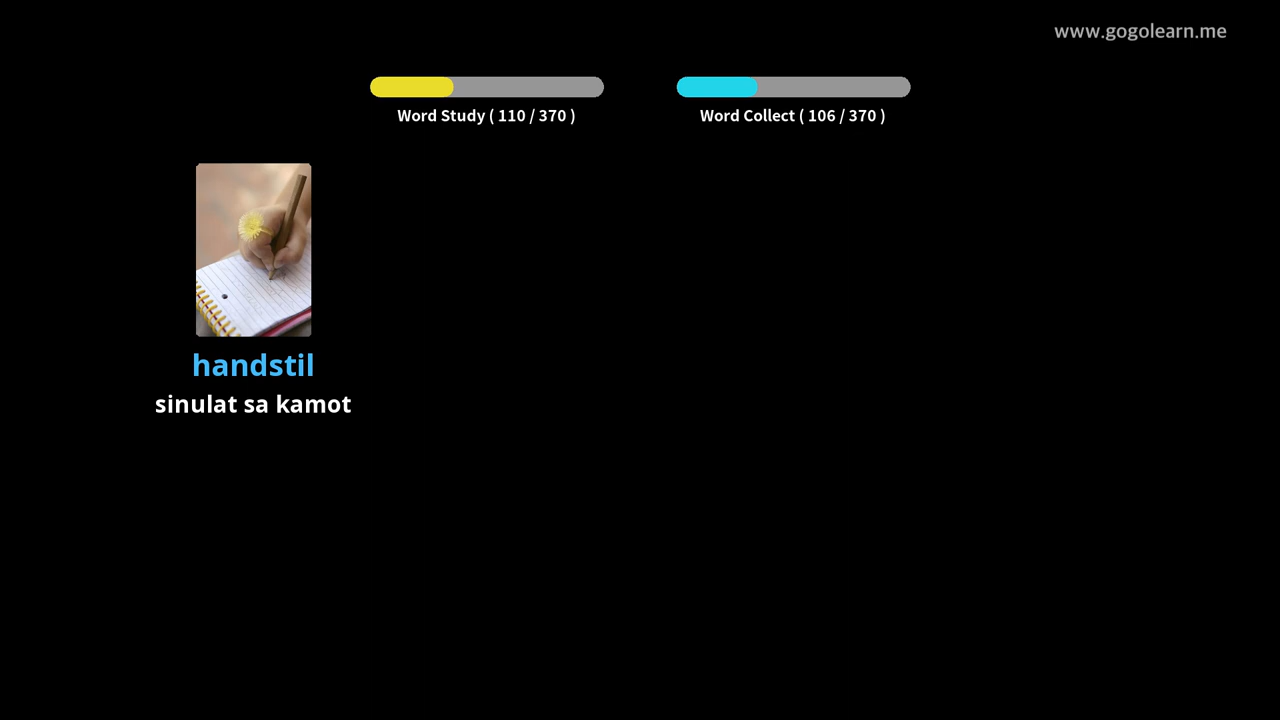 www.gogolearn.me
Word Study ( 110 / 370 )
Word Collect ( 106 / 370 )
handstil
sinulat sa kamot